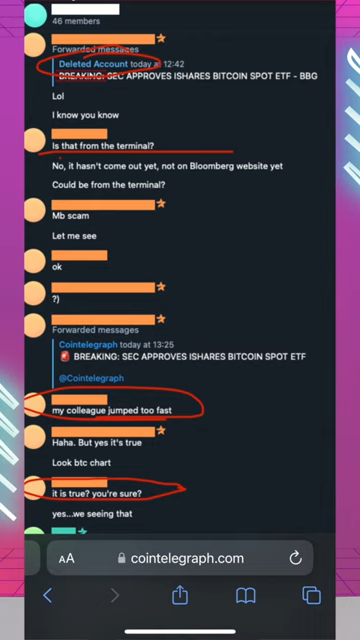 46 members
Forwarded messages
Deleted Account today at 12:42
BREAKING: SEC APPROVES ISHARES BITCOIN SPOT ETF - BBG
Lol
I know you know
Is that from the terminal?
No, it hasn't come out yet, not on Bloomberg website yet
Could be from the terminal?
Mb scam
Let me see
ok
?)
Forwarded messages
Cointelegraph today at 13:25
🚨 BREAKING: SEC APPROVES ISHARES BITCOIN SPOT ETF
@Cointelegraph
my colleague jumped too fast
Haha. But yes it's true
Look btc chart
it is true? you're sure?
yes...we seeing that
AA cointelegraph.com